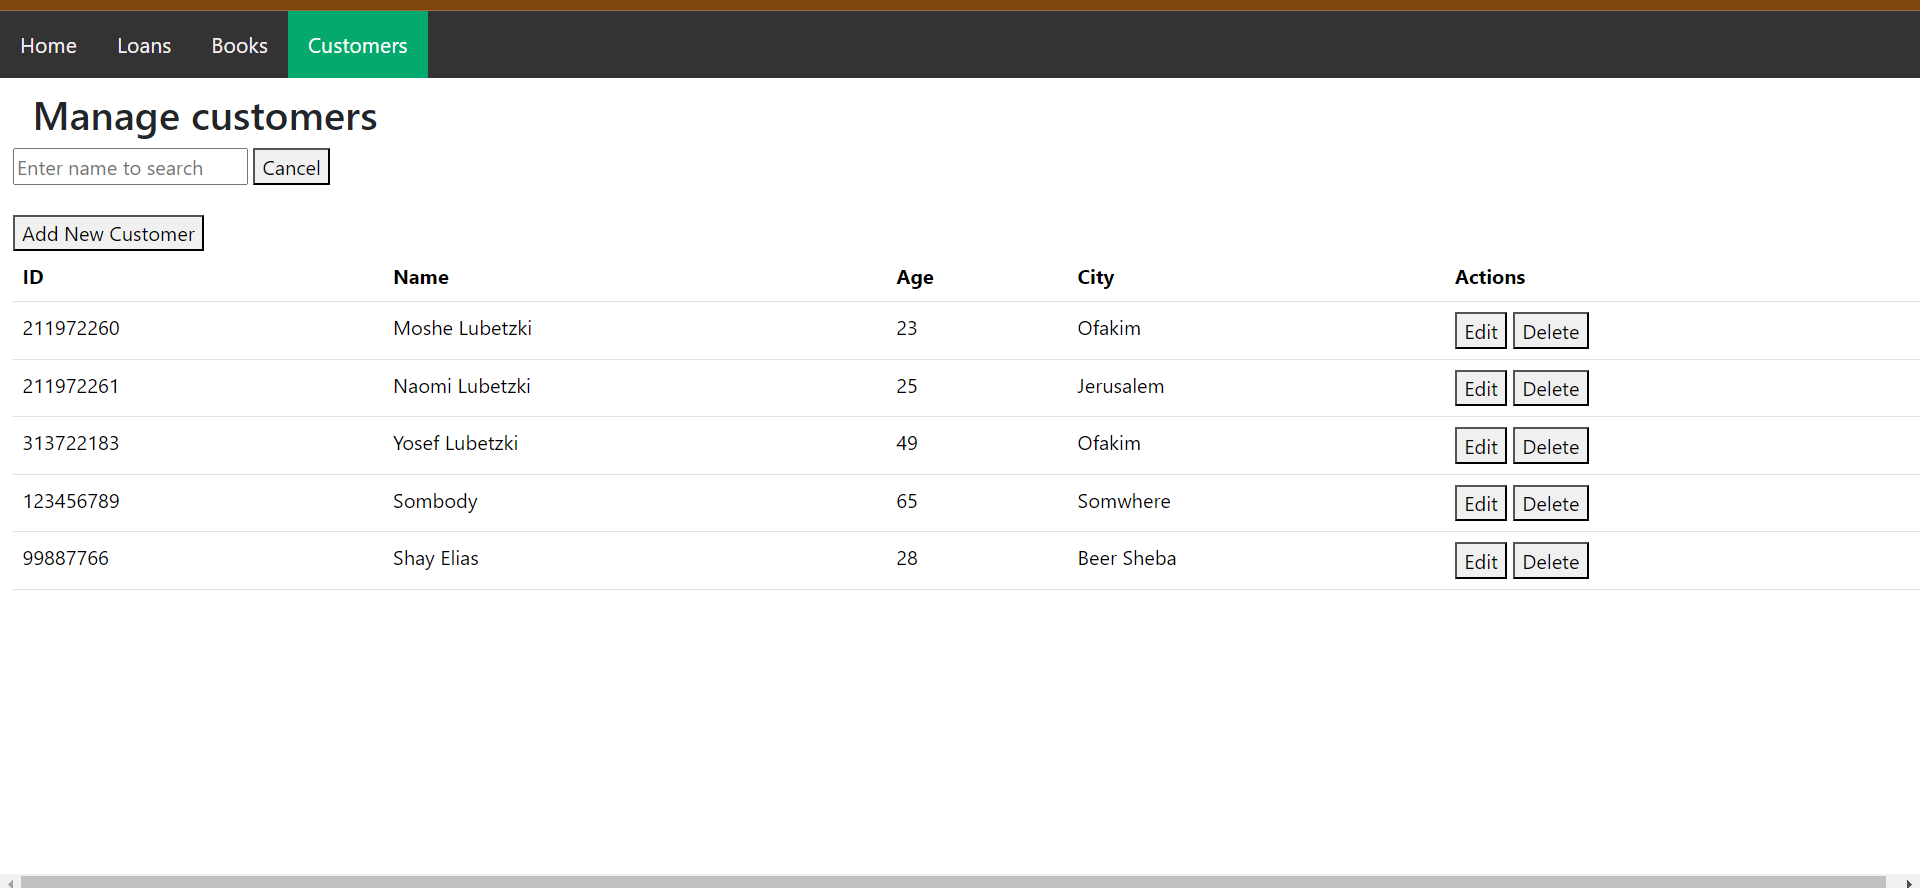 Home Loans Books Customers
Manage customers
Enter name to search Cancel
Add New Customer
ID Name Age City Actions
211972260 Moshe Lubetzki 23 Ofakim Edit Delete
211972261 Naomi Lubetzki 25 Jerusalem Edit Delete
313722183 Yosef Lubetzki 49 Ofakim Edit Delete
123456789 Sombody 65 Somwhere Edit Delete
99887766 Shay Elias 28 Beer Sheba Edit Delete